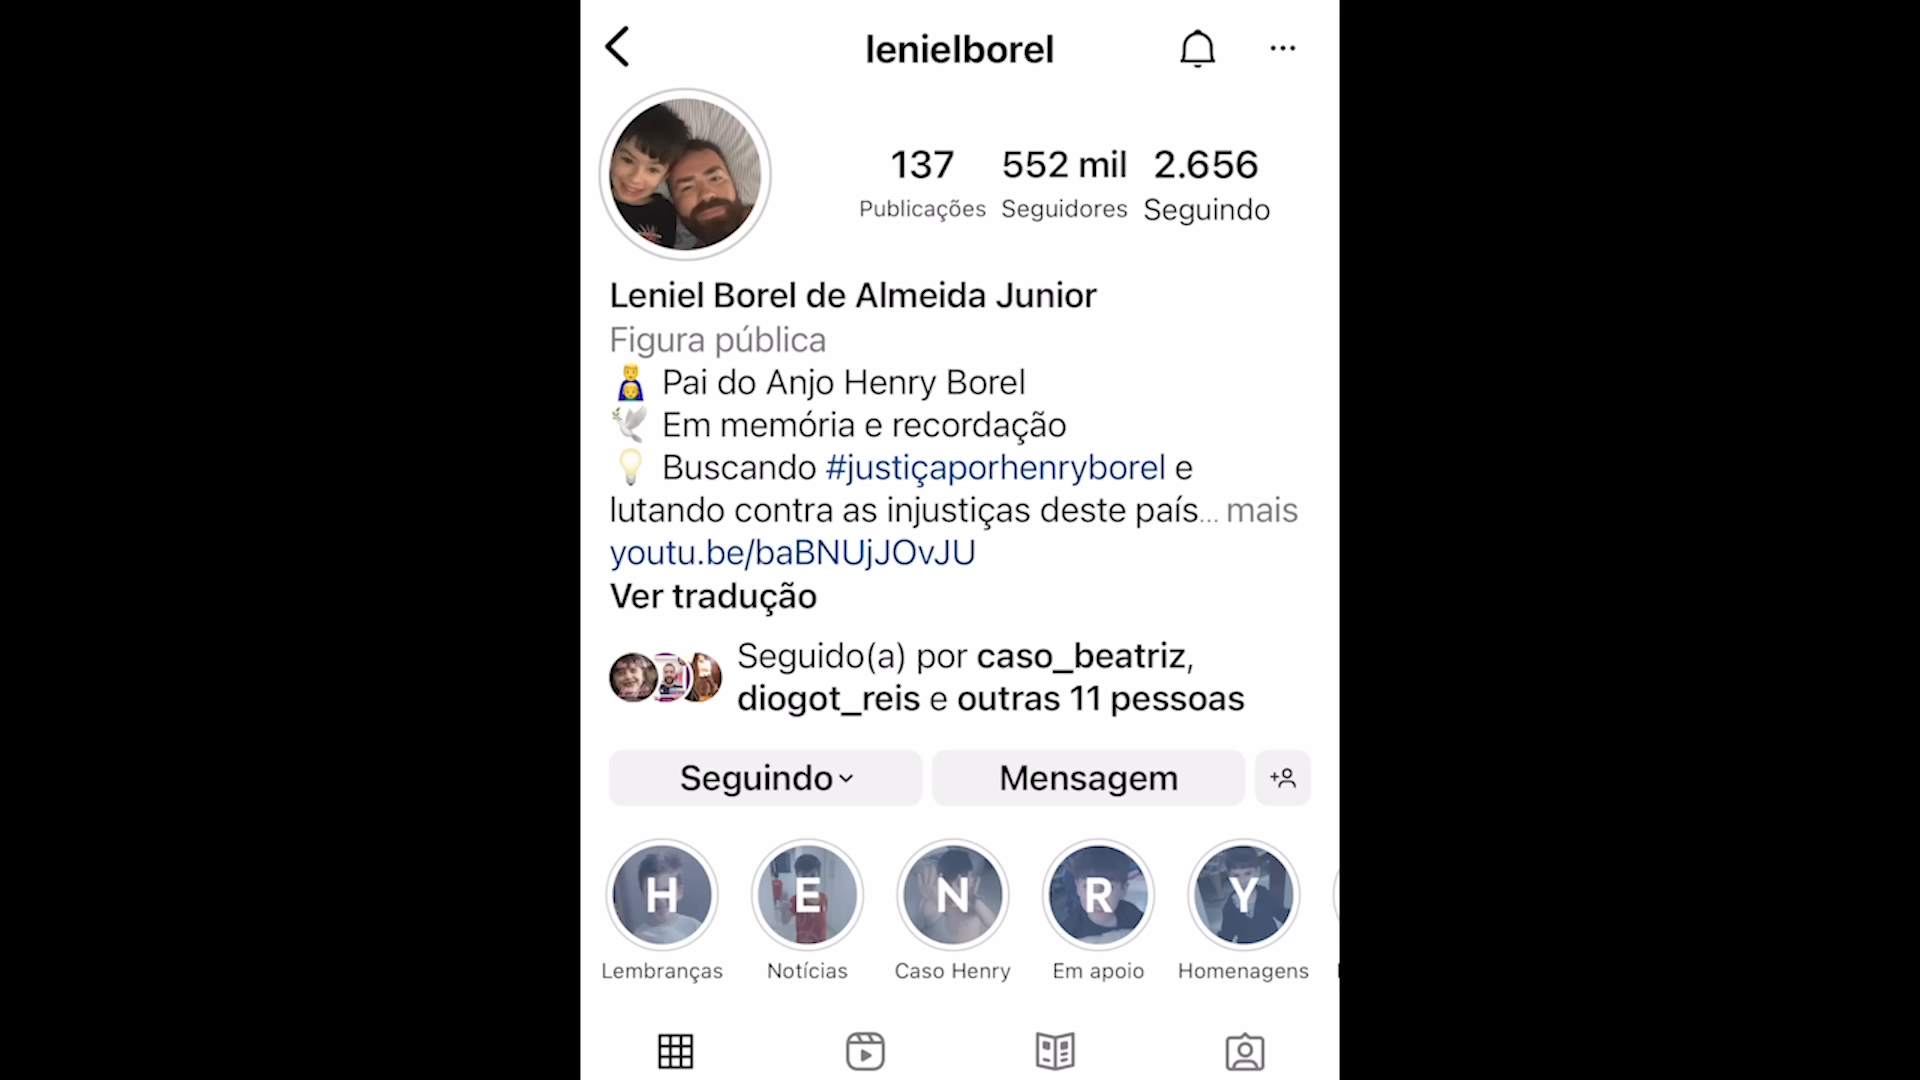 lenielborel
137 552 mil 2.656
Publicações Seguidores Seguindo
Leniel Borel de Almeida Junior
Figura pública
Pai do Anjo Henry Borel
Em memória e recordação
Buscando #justiçaporhenryborel e
lutando contra as injustiças deste país... mais
youtu.be/baBNUjJOvJU
Ver tradução
Seguido(a) por caso_beatriz,
diogot_reis e outras 11 pessoas
Seguindo Mensagem
H E N R Y
Lembranças Notícias Caso Henry Em apoio Homenagens